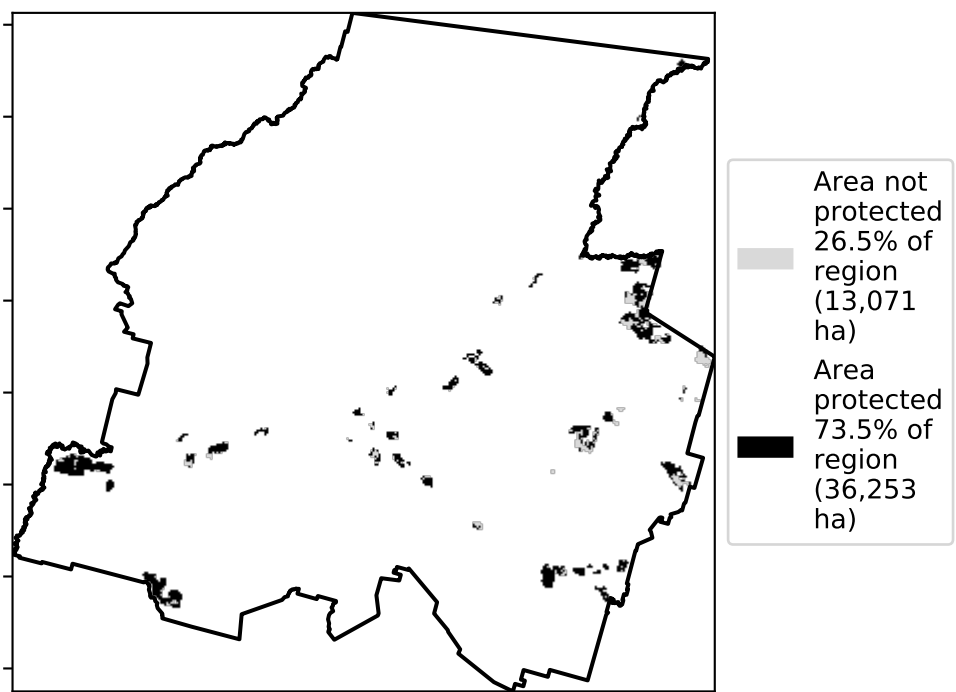 Area not
protected
26.5% of
region
(13,071
ha)
Area
protected
73.5% of
region
(36,253
ha)